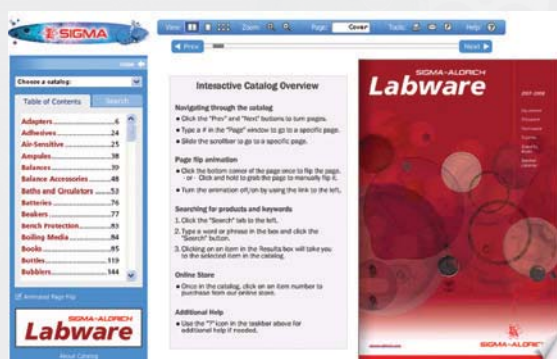 Σ-SIGMA
View:
Zoom:
Page:
Cover
Tools:
Help:
Prev
Next
Choose a catalog:
Table of Contents
Search
Adapters 6
Adhesives 24
Air-Sensitive 25
Ampules 38
Balances 39
Balance Accessories 48
Baths and Circulators 53
Batteries 76
Beakers 77
Bench Protection 83
Boiling Media 84
Books 85
Bottles 119
Bubblers 144
Animated Page Flip
SIGMA-ALDRICH
Labware
About Catalog
Interactive Catalog Overview
Navigating through the catalog
• Click the "Prev" and "Next" buttons to turn pages.
• Type a # in the "Page" window to go to a specific page.
• Slide the scrollbar to go to a specific page.
Page flip animation
• Click the bottom corner of the page once to flip the page.
- or - Click and hold to grab the page to manually flip it.
• Turn the animation off/on by using the link to the left.
Searching for products and keywords
1. Click the "Search" tab to the left.
2. Type a word or phrase in the box and click the
"Search" button.
3. Clicking on an item in the Results box will take you
to the selected item in the catalog.
Online Store
• Once in the catalog, click on an item number to
purchase from our online store.
Additional Help
• Use the "?" icon in the taskbar above for
additional help if needed.
SIGMA-ALDRICH
Labware
SIGMA-ALDRICH